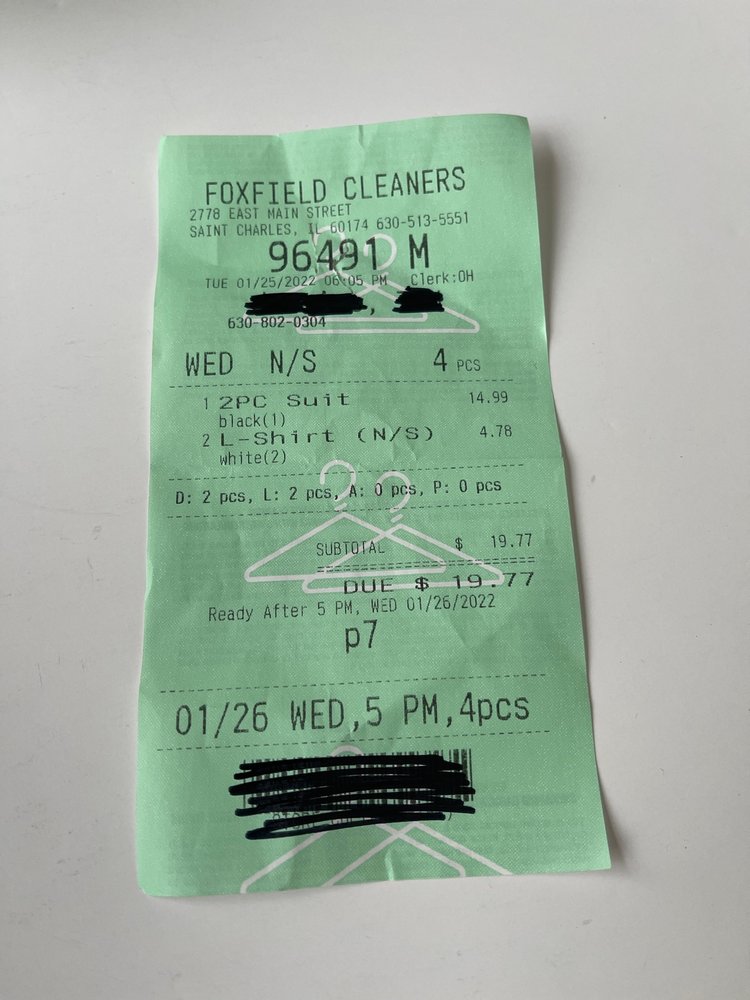 FOXFIELD CLEANERS
2778 EAST MAIN STREET
SAINT CHARLES, IL 60174 630-513-5551
96491 M
TUE 01/25/2022 06:05 PM Clerk:OH
630-802-0304
WED N/S 4 PCS
1 2PC Suit 14.99
black(1)
2 L-Shirt (N/S) 4.78
white(2)
D: 2 pcs, L: 2 pcs, A: 0 pcs, P: 0 pcs
SUBTOTAL $ 19.77
DUE $ 19.77
Ready After 5 PM, WED 01/26/2022
p7
01/26 WED,5 PM,4pcs